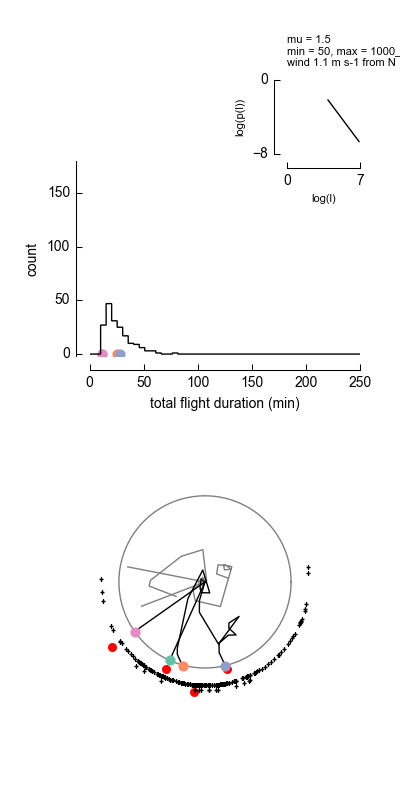 mu = 1.5
min = 50, max = 1000_
wind 1.1 m s-1 from N
0
log(p(l))
−8
0 7
log(l)
150
100
count
50
0
0 50 100 150 200 250
total flight duration (min)